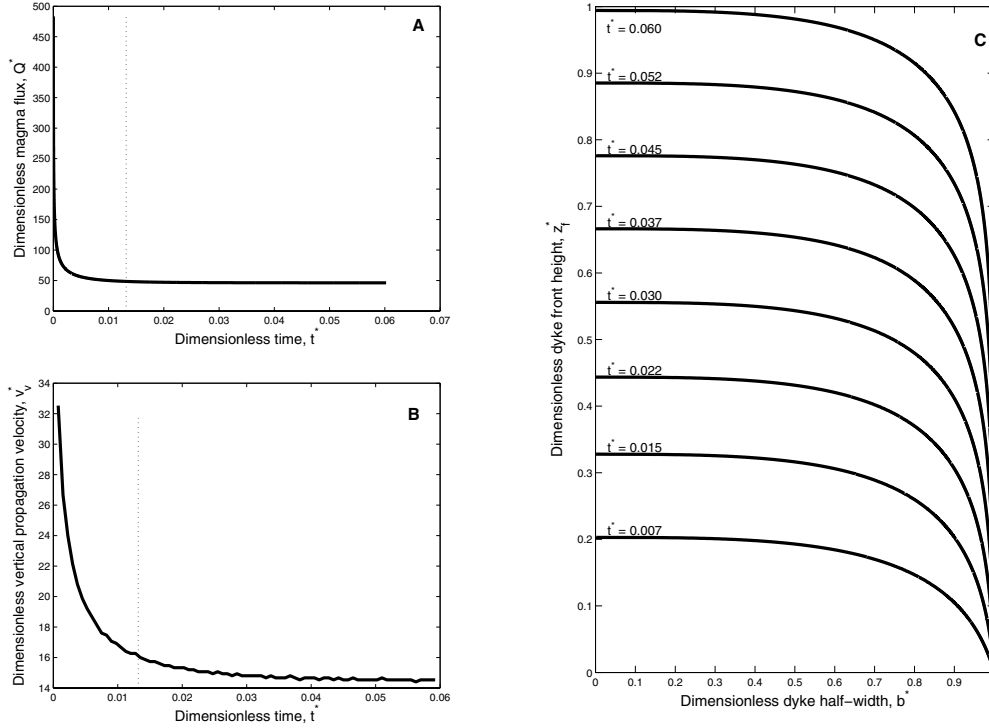 A
500
450
400
350
300
250
200
150
100
50
0
0 0.01 0.02 0.03 0.04 0.05 0.06 0.07
Dimensionless magma flux, Q*
Dimensionless time, t*
B
34
32
30
28
26
24
22
20
18
16
14
0 0.01 0.02 0.03 0.04 0.05 0.06
Dimensionless vertical propagation velocity, v*v
Dimensionless time, t*
C
1
0.9
0.8
0.7
0.6
0.5
0.4
0.3
0.2
0.1
0
t* = 0.060
t* = 0.052
t* = 0.045
t* = 0.037
t* = 0.030
t* = 0.022
t* = 0.015
t* = 0.007
0 0.1 0.2 0.3 0.4 0.5 0.6 0.7 0.8 0.9
Dimensionless dyke front height, z*f
Dimensionless dyke half−width, b*